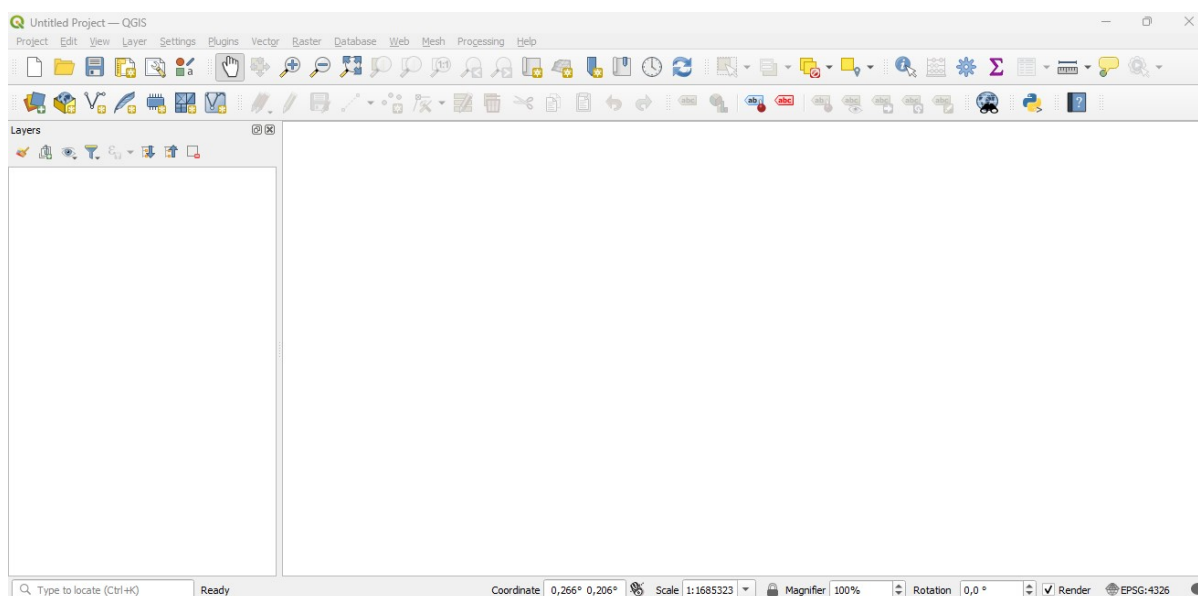 Untitled Project — QGIS
Project Edit View Layer Settings Plugins Vector Raster Database Web Mesh Processing Help
Layers
Type to locate (Ctrl+K) Ready Coordinate 0,266° 0,206° Scale 1:1685323 Magnifier 100% Rotation 0,0 ° Render EPSG:4326